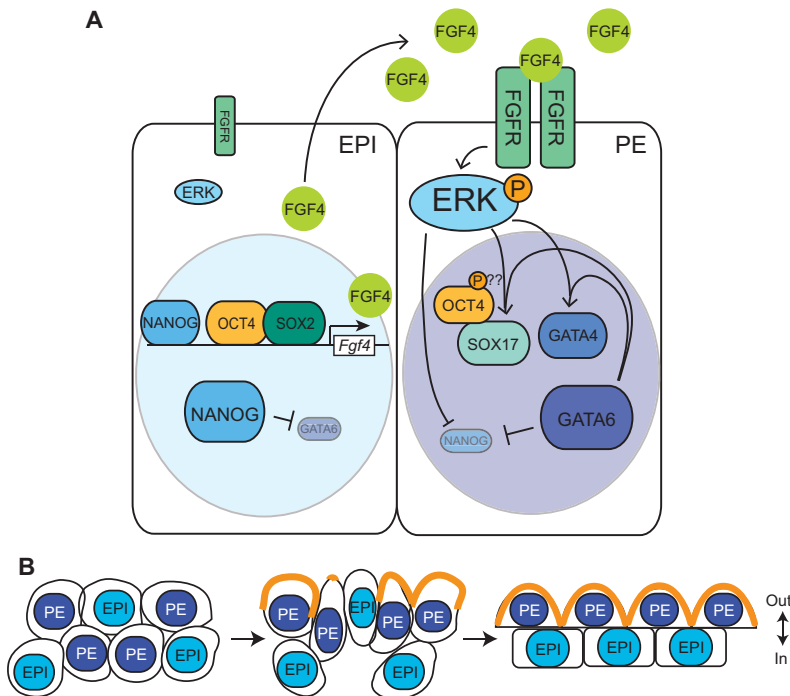 A
FGF4
FGF4
FGF4
FGF4
FGFR
FGFR
FGFR
EPI
PE
ERK
FGF4
ERK
P
FGF4
P
??
OCT4
NANOG
OCT4
SOX2
SOX17
GATA4
Fgf4
NANOG
GATA6
GATA6
NANOG
B
PE
EPI
PE
EPI
PE
PE
EPI
PE
PE
EPI
PE
PE
EPI
EPI
PE
PE
PE
PE
EPI
EPI
EPI
Out
In